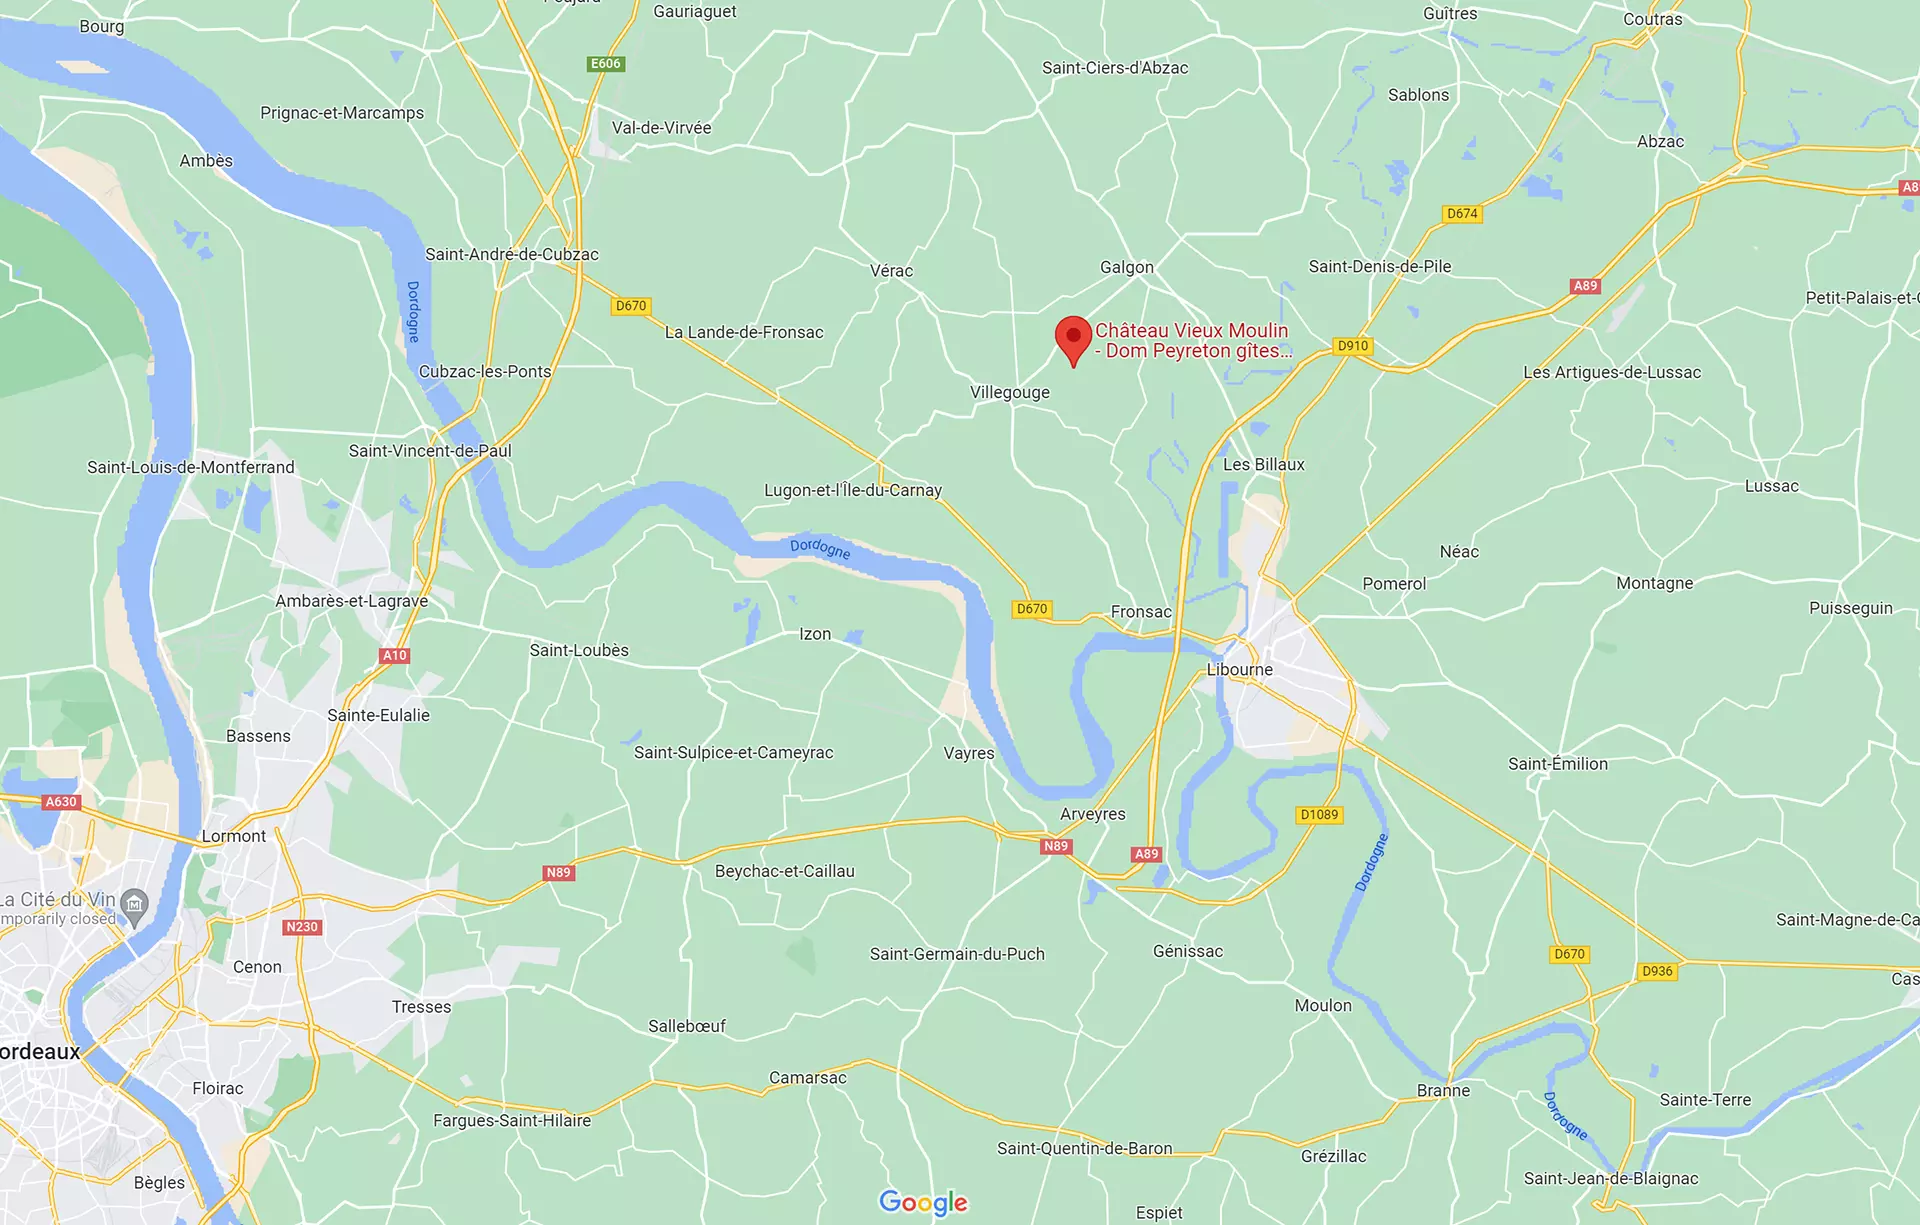 Gauriaguet
Guîtres
Coutras
Bourg
E606
Saint-Ciers-d'Abzac
Sablons
Prignac-et-Marcamps
Val-de-Virvée
Abzac
Ambès
A8
D674
Saint-André-de-Cubzac
Vérac
Galgon
Saint-Denis-de-Pile
A89
Petit-Palais-et-C
Dordogne
D670
La Lande-de-Fronsac
Château Vieux Moulin
- Dom Peyreton gîtes...
D910
Cubzac-les-Ponts
Villegouge
Les Artigues-de-Lussac
Saint-Vincent-de-Paul
Saint-Louis-de-Montferrand
Les Billaux
Lugon-et-l'Île-du-Carnay
Lussac
Dordogne
Néac
Pomerol
Montagne
Ambarès-et-Lagrave
D670
Fronsac
Puisseguin
Izon
Saint-Loubès
A10
Libourne
Sainte-Eulalie
Bassens
Saint-Sulpice-et-Cameyrac
Vayres
Saint-Émilion
A630
Arveyres
D1089
Lormont
N89
A89
Dordogne
N89
Beychac-et-Caillau
La Cité du Vin
mporarily closed
N230
Saint-Magne-de-Ca
Saint-Germain-du-Puch
Génissac
D670
D936
Cenon
Cas
Tresses
Moulon
Sallebœuf
ordeaux
Camarsac
Floirac
Branne
Sainte-Terre
Dordogne
Fargues-Saint-Hilaire
Saint-Quentin-de-Baron
Grézillac
Bègles
Saint-Jean-de-Blaignac
Google
Espiet